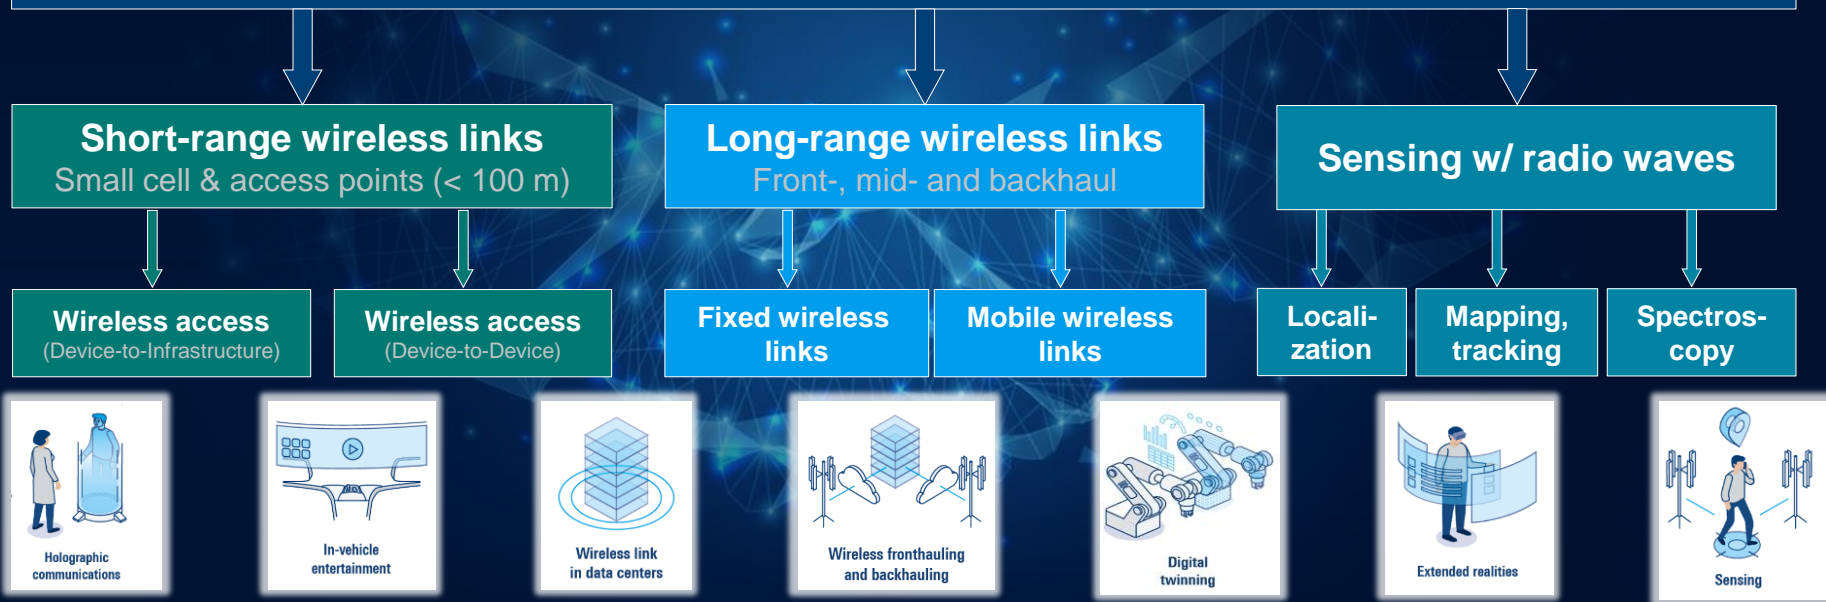 Short-range wireless links
Small cell & access points (< 100 m)
Long-range wireless links
Front-, mid- and backhaul
Sensing w/ radio waves
Wireless access
(Device-to-Infrastructure)
Wireless access
(Device-to-Device)
Fixed wireless
links
Mobile wireless
links
Locali-
zation
Mapping,
tracking
Spectros-
copy
Holographic
communications
In-vehicle
entertainment
Wireless link
in data centers
Wireless fronthauling
and backhauling
Digital
twinning
Extended realities
Sensing